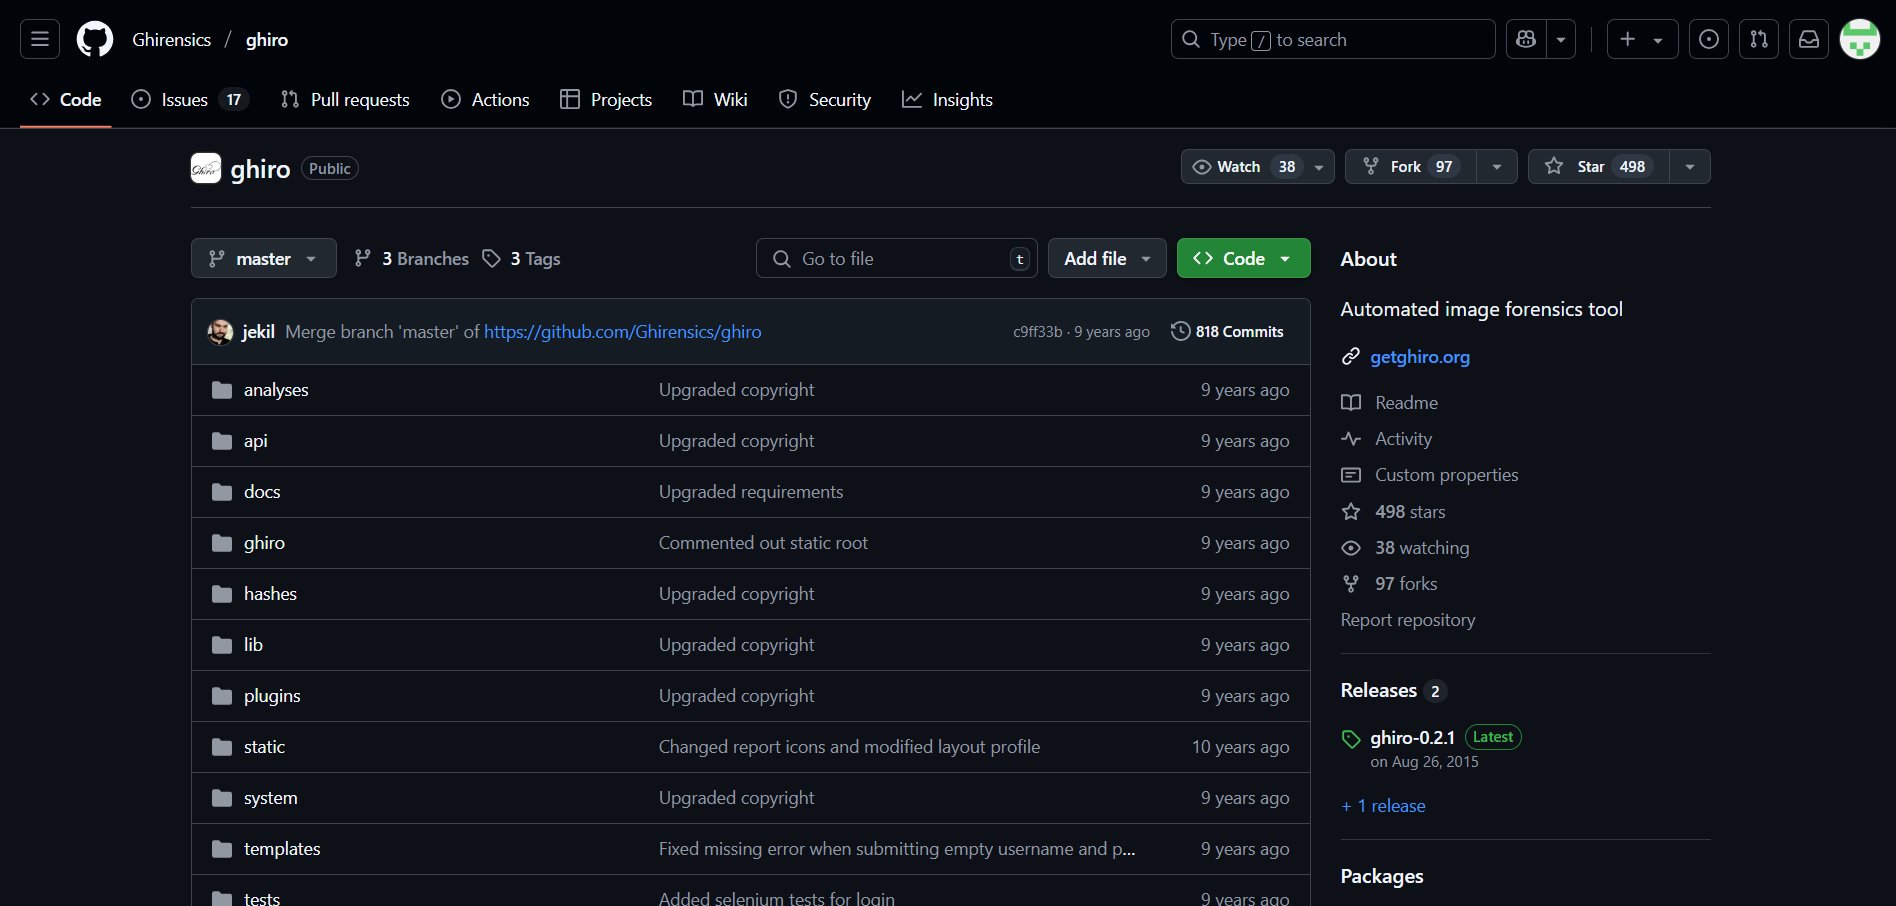 Ghirensics / ghiro
Type / to search
Code
Issues 17
Pull requests
Actions
Projects
Wiki
Security
Insights
Ghiro
ghiro Public
Watch 38
Fork 97
Star 498
master
3 Branches
3 Tags
Go to file t
Add file
Code
jekil Merge branch 'master' of https://github.com/Ghirensics/ghiro c9ff33b · 9 years ago 818 Commits
analyses Upgraded copyright 9 years ago
api Upgraded copyright 9 years ago
docs Upgraded requirements 9 years ago
ghiro Commented out static root 9 years ago
hashes Upgraded copyright 9 years ago
lib Upgraded copyright 9 years ago
plugins Upgraded copyright 9 years ago
static Changed report icons and modified layout profile 10 years ago
system Upgraded copyright 9 years ago
templates Fixed missing error when submitting empty username and p... 9 years ago
tests Added selenium tests for login 9 years ago
About
Automated image forensics tool
getghiro.org
Readme
Activity
Custom properties
498 stars
38 watching
97 forks
Report repository
Releases 2
ghiro-0.2.1 Latest
on Aug 26, 2015
+ 1 release
Packages